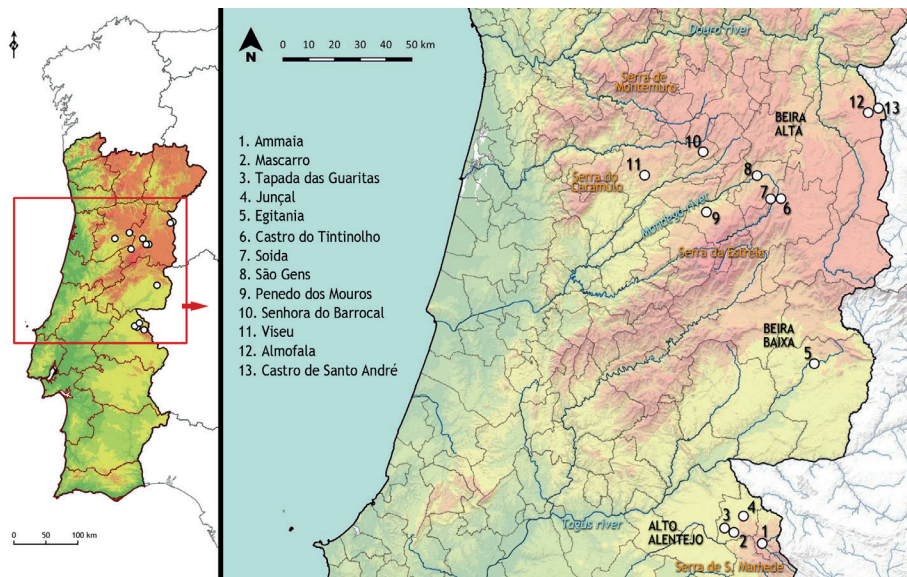 N
0 50 100 km
N
0 10 20 30 40 50 km
1. Ammaia
2. Mascarro
3. Tapada das Guaritas
4. Junçal
5. Egitania
6. Castro do Tintinolho
7. Soida
8. São Gens
9. Penedo dos Mouros
10. Senhora do Barrocal
11. Viseu
12. Almofala
13. Castro de Santo André
Douro river
Serra de
Montemuro
BEIRA
ALTA
12
13
10
11
8
Serra do
Caramulo
7
6
9
Mondego river
Serra da Estrela
BEIRA
BAIXA
5
4
3
Tagus river
ALTO
ALENTEJO
2
1
Serra de S. Mamede